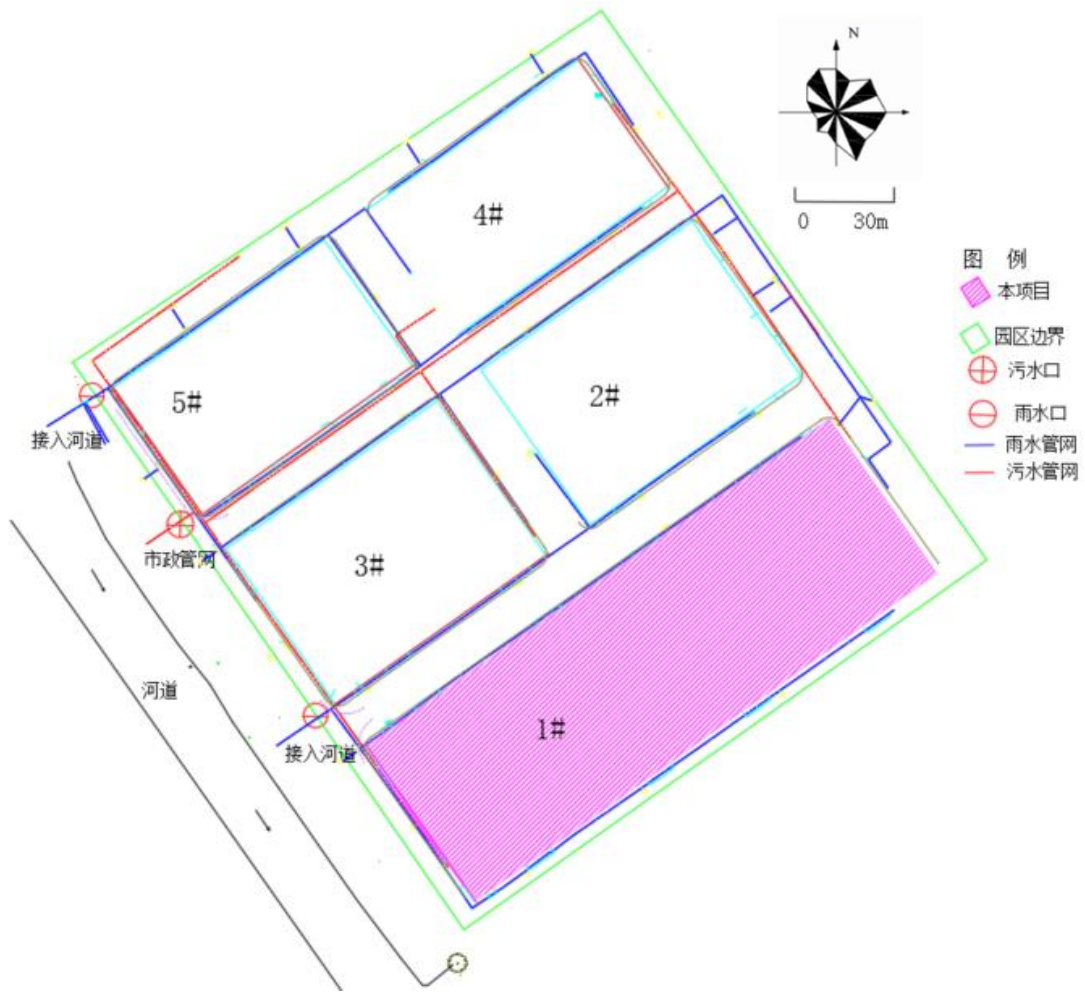 N
0 30m
图 例
本项目
园区边界
污水口
雨水口
雨水管网
污水管网
4#
5#
2#
接入河道
市政管网
3#
河道
1#
接入河道